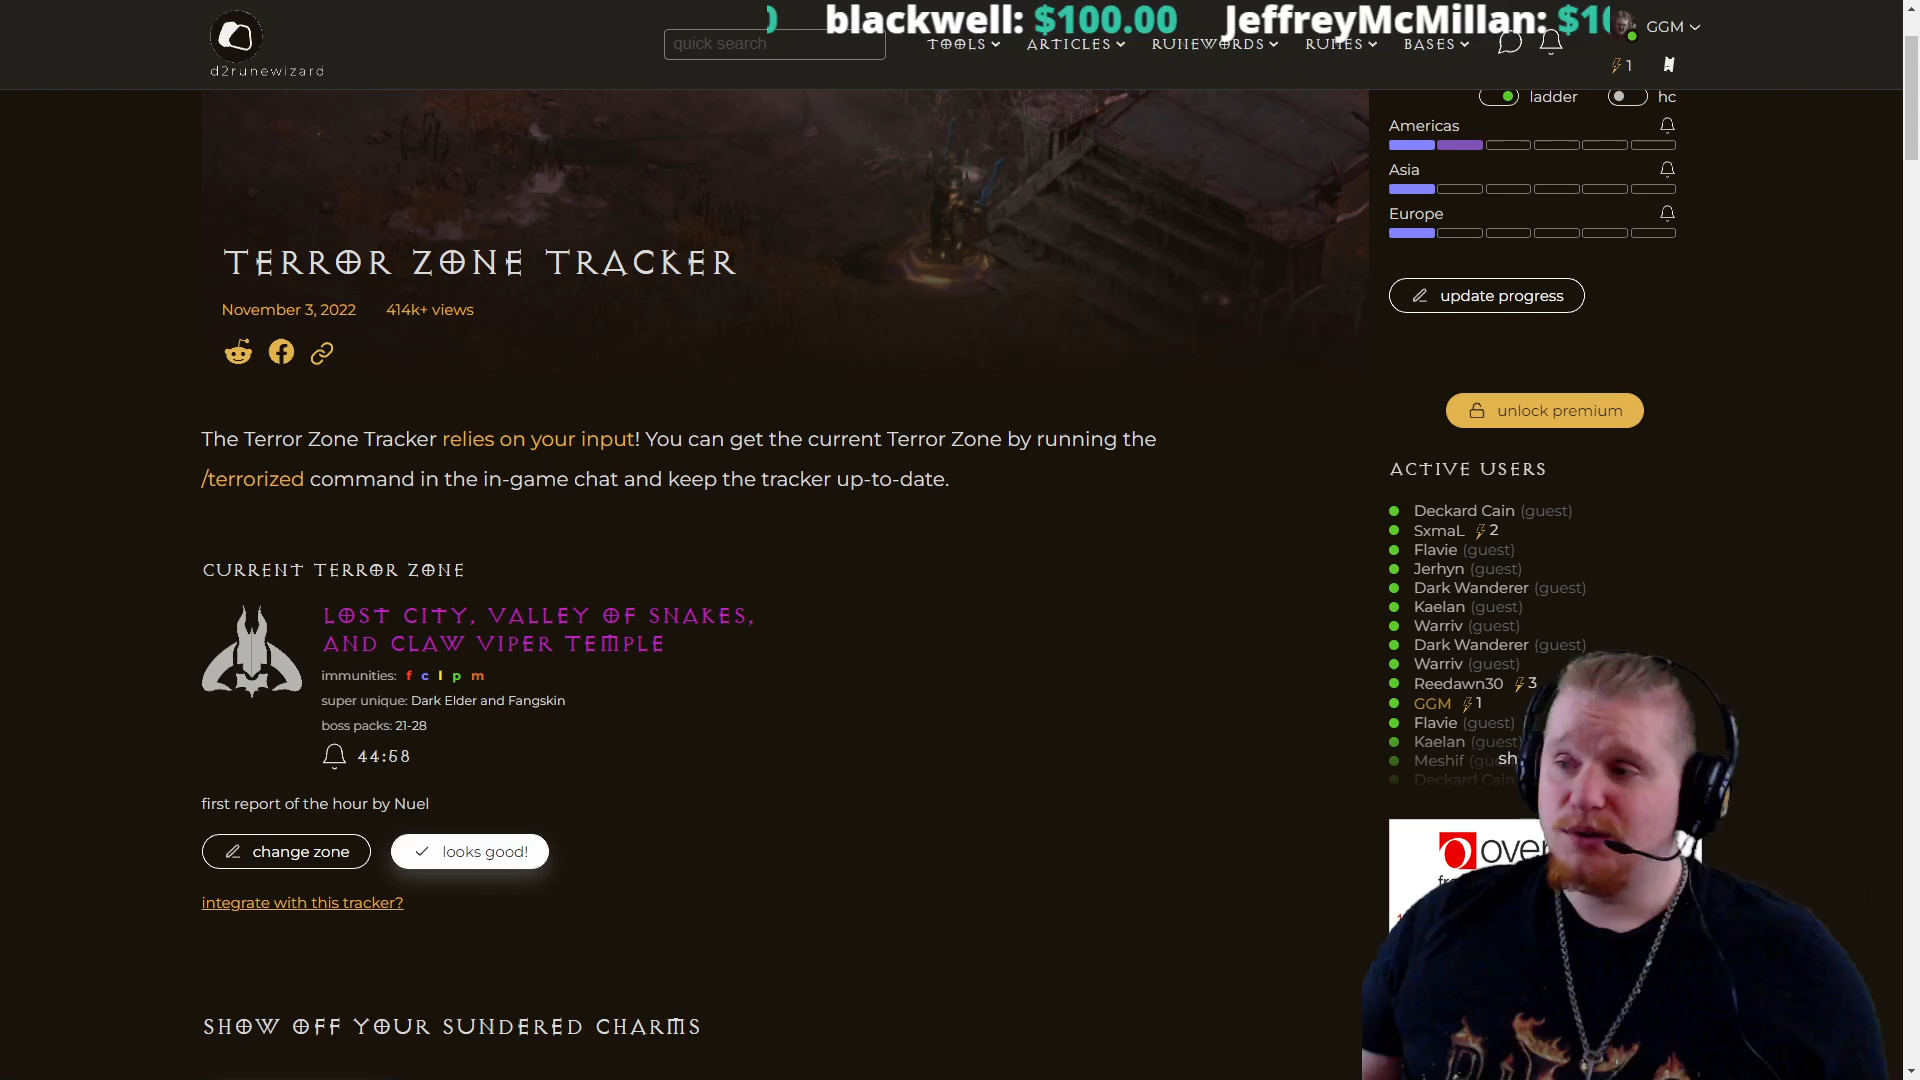 blackwell: $100.00 JeffreyMcMillan:
GGM
d2runewizard
quick search
TOOLS
ARTICLES
RUNEWORDS
RUNES
BASES
1
ladder
hc
Americas
Asia
Europe
update progress
TERROR ZONE TRACKER
November 3, 2022
414k+ views
unlock premium
The Terror Zone Tracker relies on your input! You can get the current Terror Zone by running the
/terrorized command in the in-game chat and keep the tracker up-to-date.
ACTIVE USERS
Deckard Cain (guest)
SxmaL 2
Flavie (guest)
Jerhyn (guest)
Dark Wanderer (guest)
Kaelan (guest)
Warriv (guest)
Dark Wanderer (guest)
Warriv (guest)
Reedawn30 3
GGM 1
Flavie (guest)
Kaelan (guest)
Meshif
Deckard Cain
CURRENT TERROR ZONE
LOST CITY, VALLEY OF SNAKES,
AND CLAW VIPER TEMPLE
immunities: f c l p m
super unique: Dark Elder and Fangskin
boss packs: 21-28
44:58
first report of the hour by Nuel
change zone
looks good!
integrate with this tracker?
SHOW OFF YOUR SUNDERED CHARMS